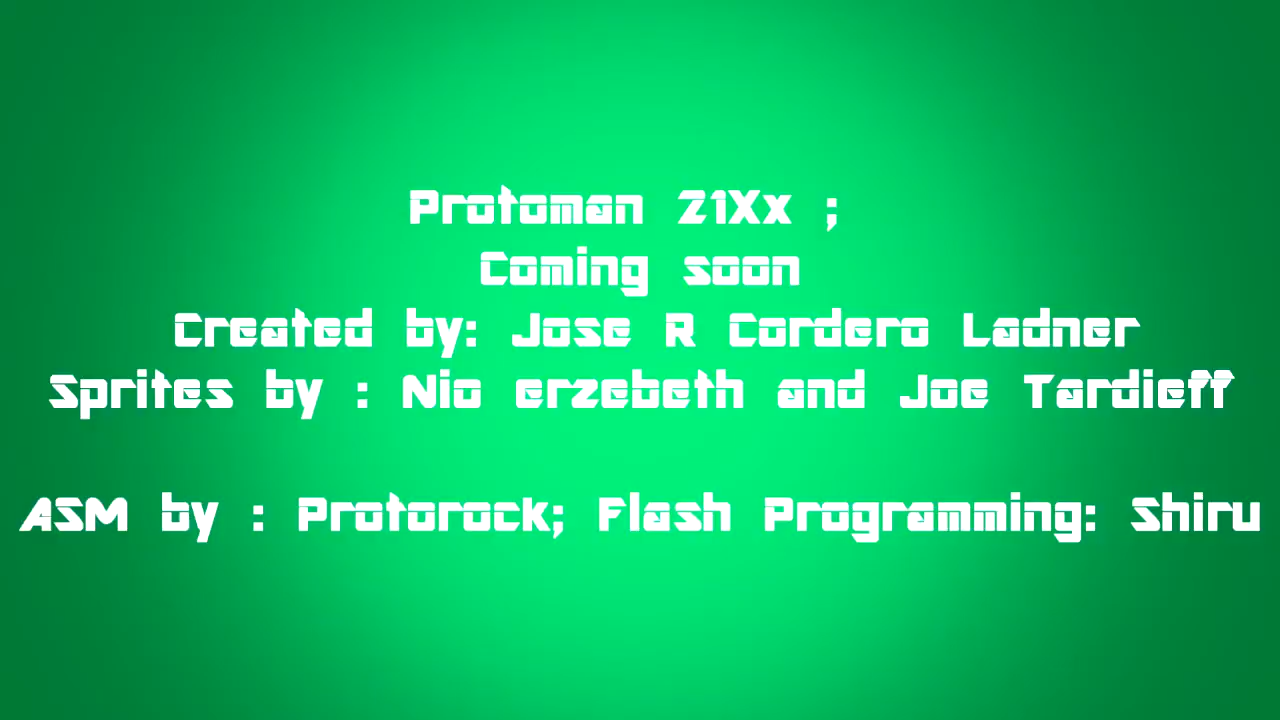 Protoman 21Xx ;
Coming soon
Created by: Jose R Cordero Ladner
Sprites by : Nio erzebeth and Joe Tardieff
ASM by : Protorock; Flash Programming: Shiru